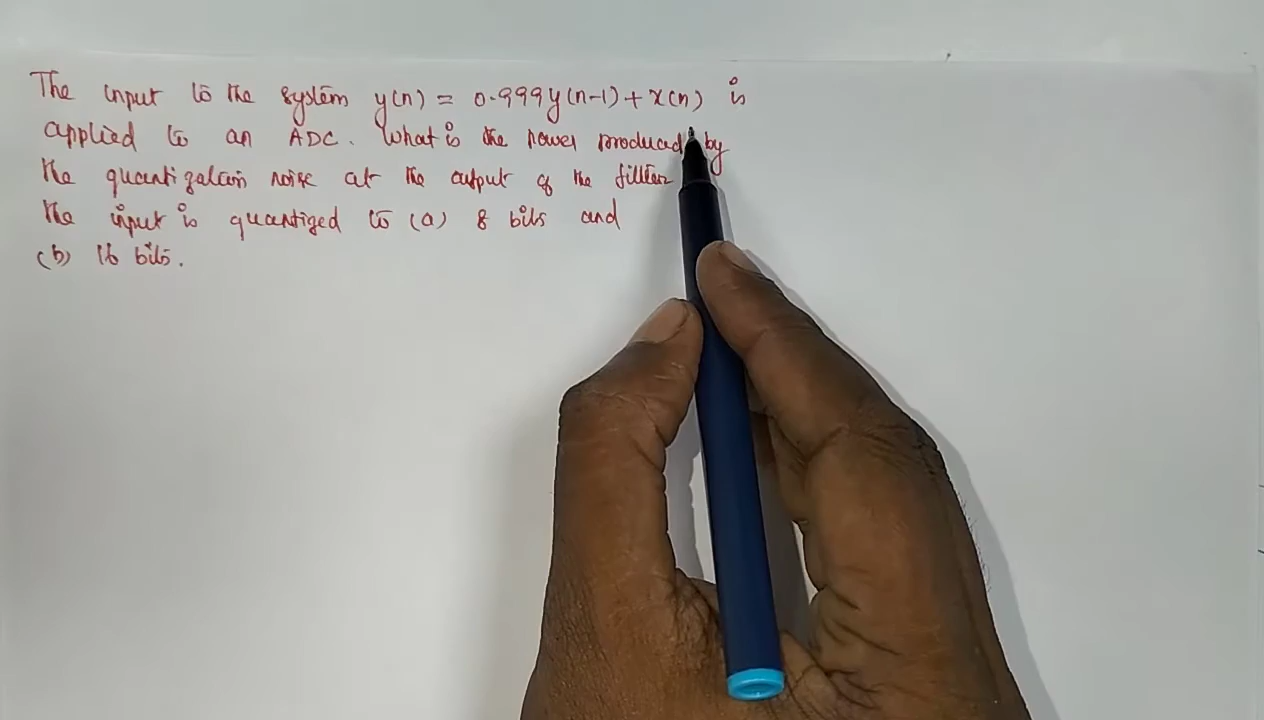 The input to the system y(n) = 0.999y(n-1) + x(n) is
applied to an ADC. What is the power produced by
the quantization noise at the output of the filter
the input is quantized to (a) 8 bits and
(b) 16 bits.